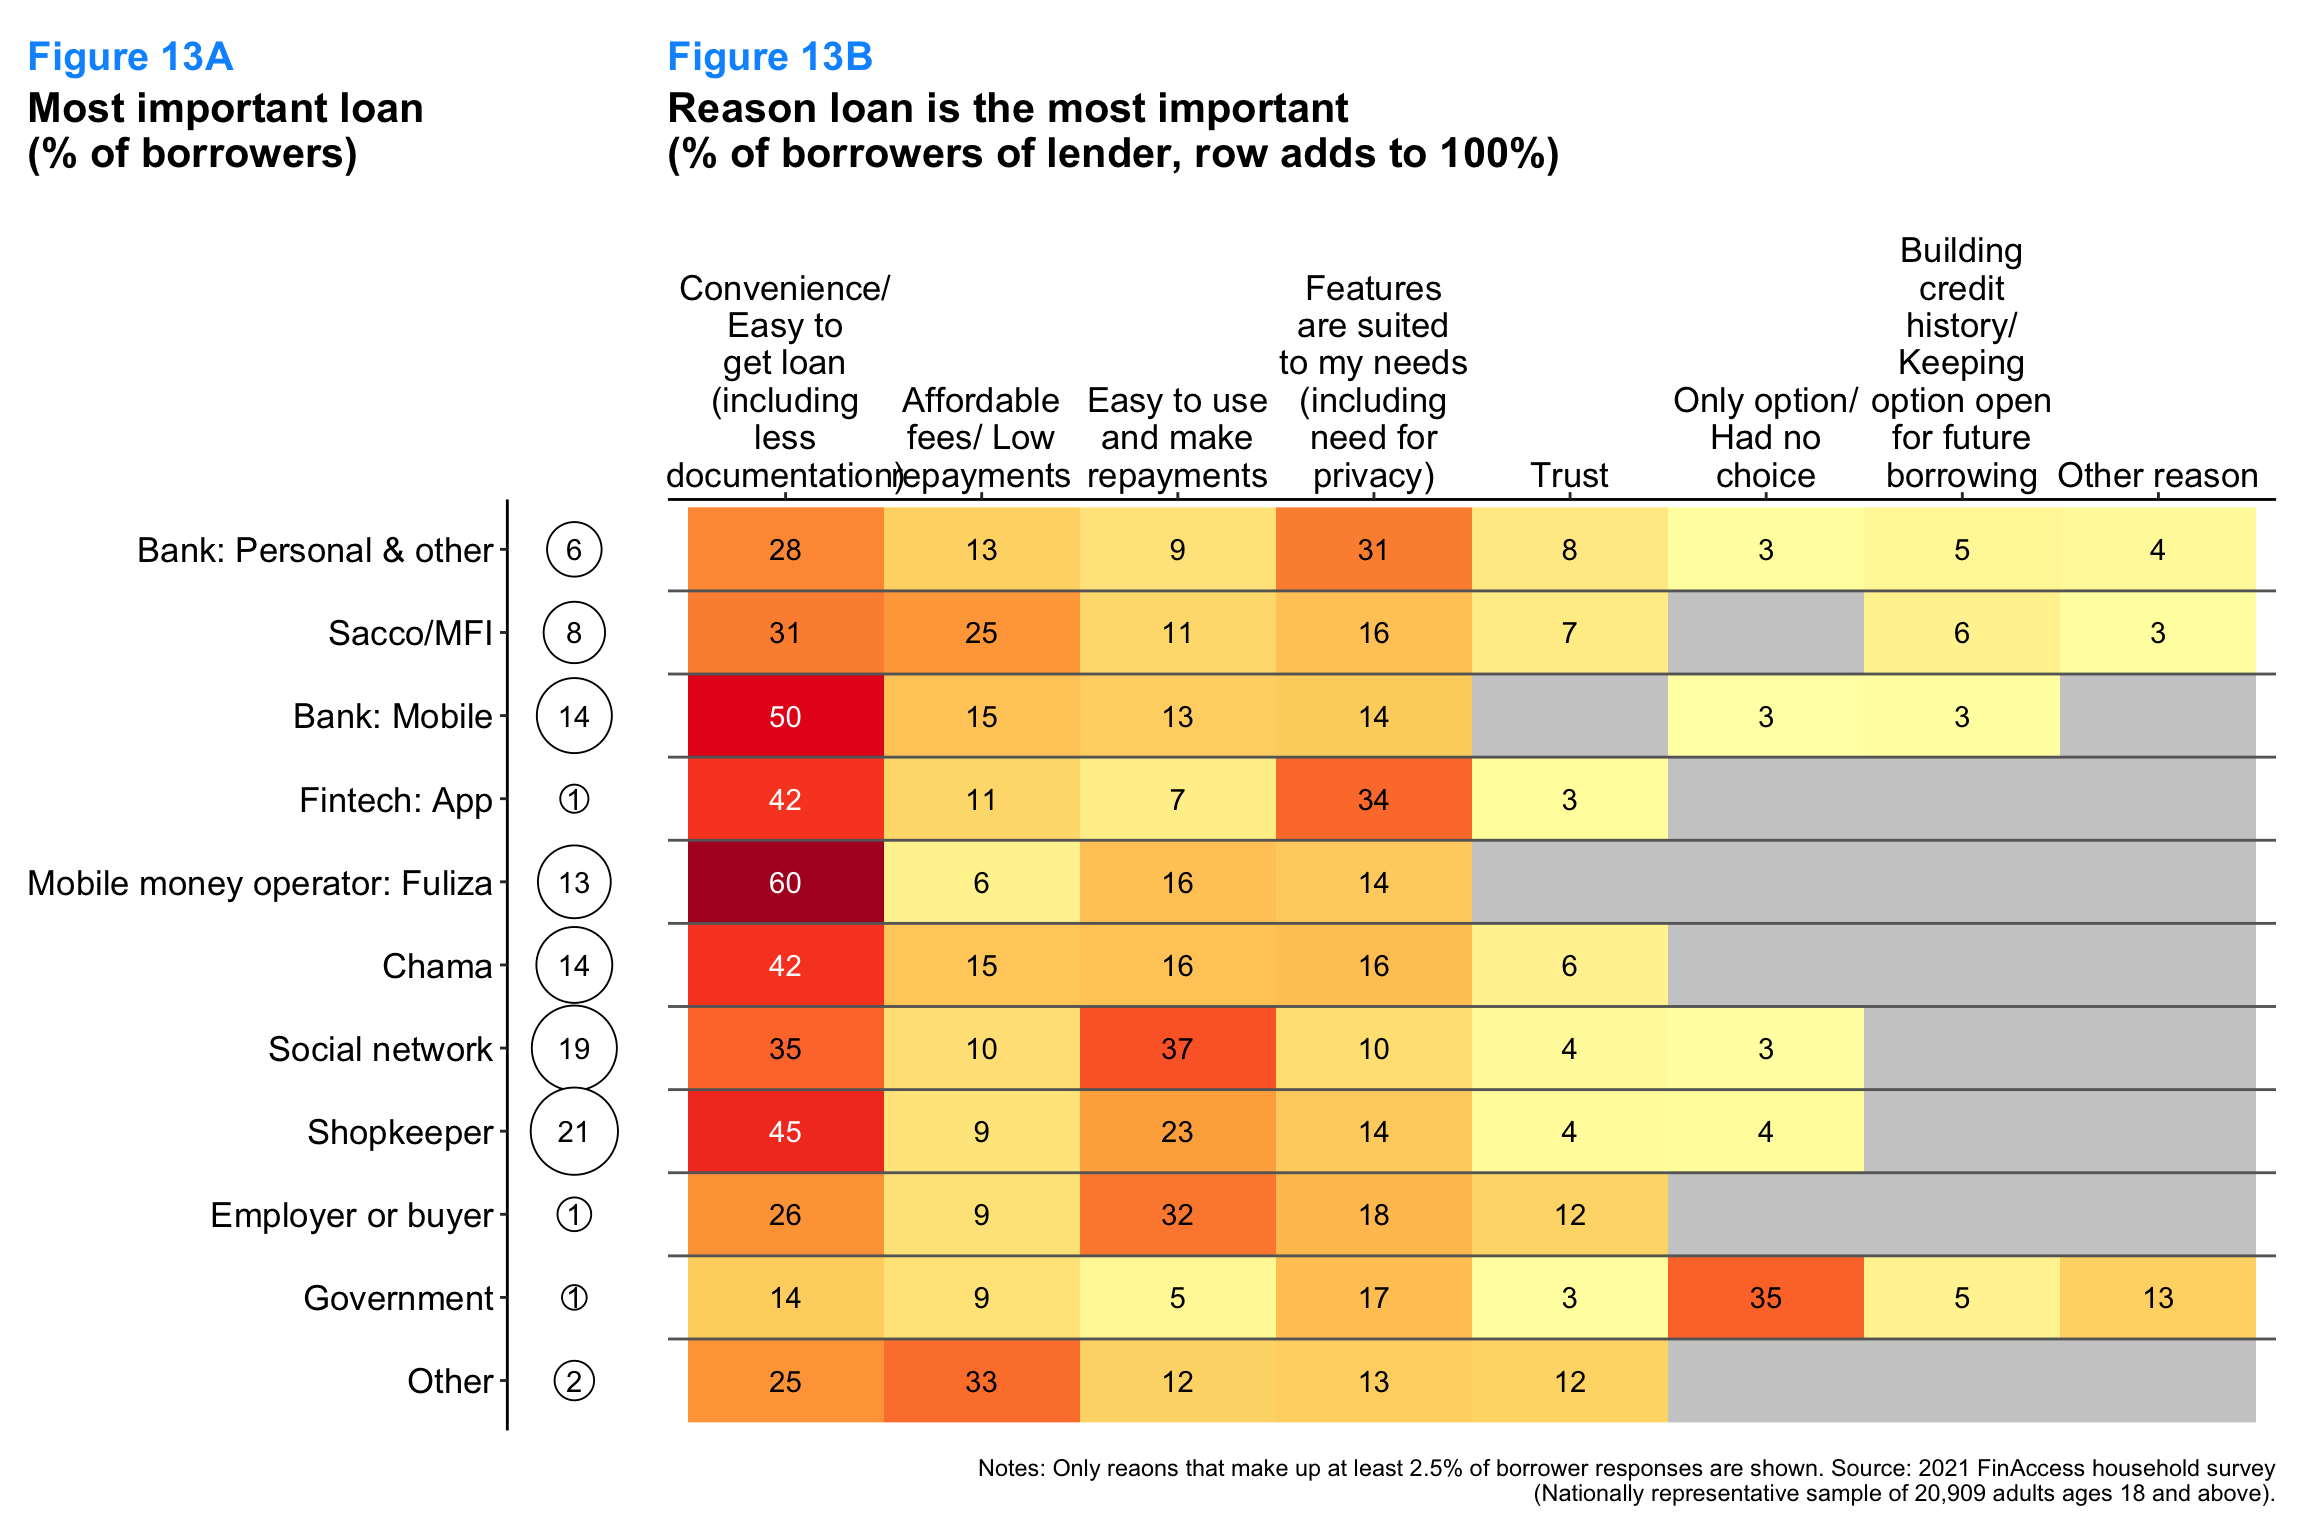 Figure 13A
Most important loan
(% of borrowers)
Figure 13B
Reason loan is the most important
(% of borrowers of lender, row adds to 100%)
Convenience/
Easy to
get loan
(including
less
documentation)
Affordable
fees/ Low
repayments
Easy to use
and make
repayments
Features
are suited
to my needs
(including
need for
privacy)
Trust
Only option/
Had no
choice
Building
credit
history/
Keeping
option open
for future
borrowing
Other reason
Bank: Personal & other 6 28 13 9 31 8 3 5 4
Sacco/MFI 8 31 25 11 16 7 6 3
Bank: Mobile 14 50 15 13 14 3 3
Fintech: App 1 42 11 7 34 3
Mobile money operator: Fuliza 13 60 6 16 14
Chama 14 42 15 16 16 6
Social network 19 35 10 37 10 4 3
Shopkeeper 21 45 9 23 14 4 4
Employer or buyer 1 26 9 32 18 12
Government 1 14 9 5 17 3 35 5 13
Other 2 25 33 12 13 12
Notes: Only reaons that make up at least 2.5% of borrower responses are shown. Source: 2021 FinAccess household survey
(Nationally representative sample of 20,909 adults ages 18 and above).